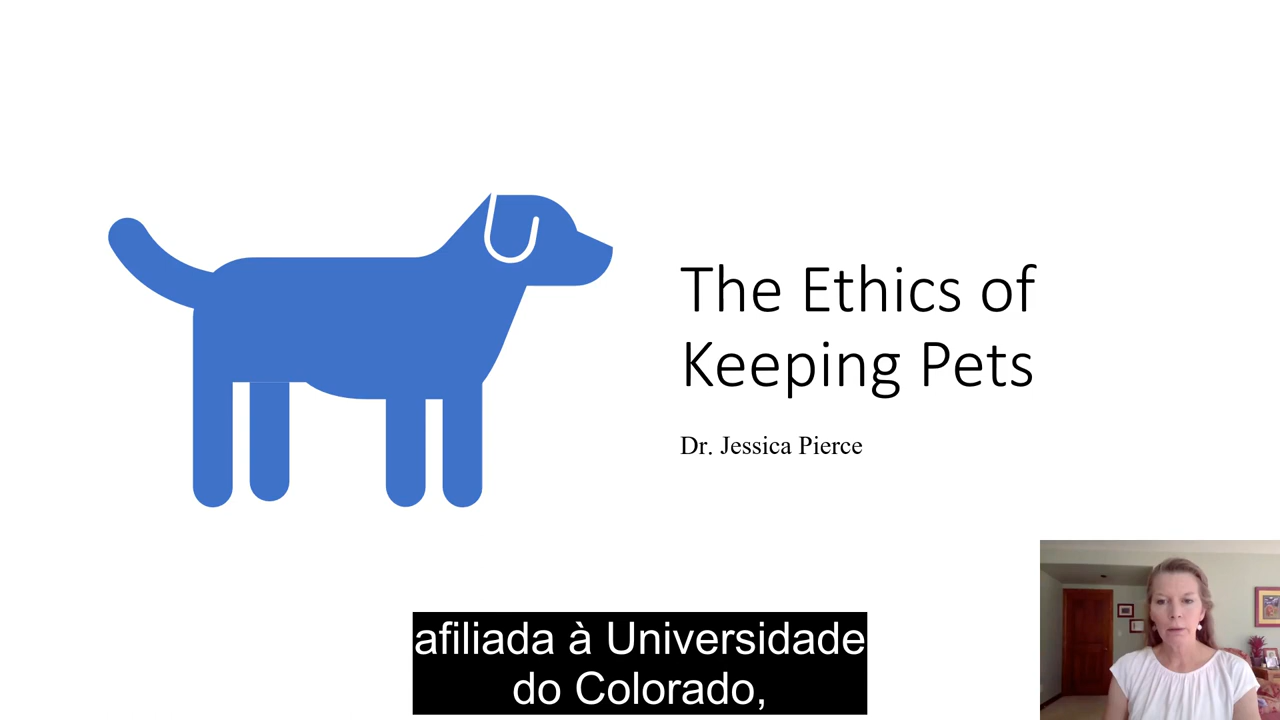 The Ethics of
Keeping Pets
Dr. Jessica Pierce
afiliada à Universidade
do Colorado,